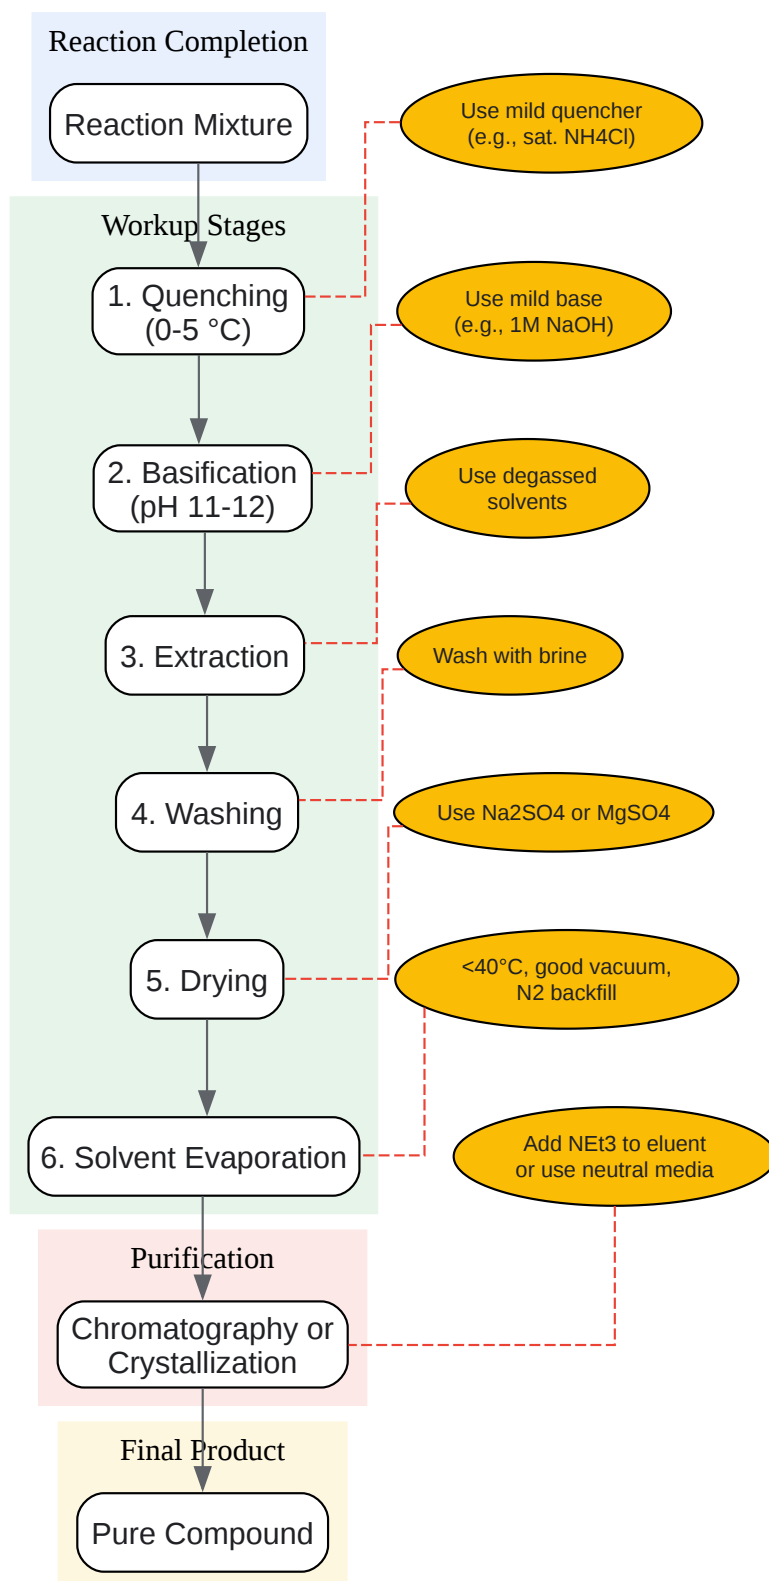 Reaction Completion
Reaction Mixture
Use mild quencher
(e.g., sat. NH4Cl)
Workup Stages
1. Quenching
(0-5 °C)
Use mild base
(e.g., 1M NaOH)
2. Basification
(pH 11-12)
Use degassed
solvents
3. Extraction
Wash with brine
4. Washing
Use Na2SO4 or MgSO4
5. Drying
<40°C, good vacuum,
N2 backfill
6. Solvent Evaporation
Add NEt3 to eluent
or use neutral media
Purification
Chromatography or
Crystallization
Final Product
Pure Compound